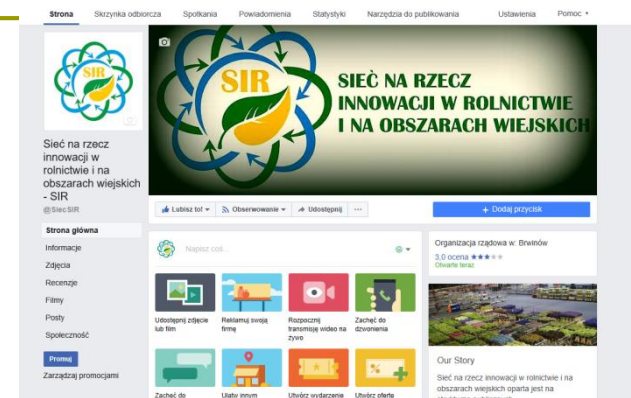 Strona Skrzynka odbiorcza Spotkania Powiadomienia Statystyki Narzędzia do publikowania Ustawienia Pomoc
SIR
SIR
SIEĆ NA RZECZ
INNOWACJI W ROLNICTWIE
I NA OBSZARACH WIEJSKICH
Sieć na rzecz
innowacji w
rolnictwie i na
obszarach wiejskich
- SIR
@SiecSIR
Lubisz to! Obserwowanie Udostępnij ...
+ Dodaj przycisk
Strona główna
Informacje
Zdjęcia
Recenzje
Filmy
Posty
Społeczność
Promuj
Zarządzaj promocjami
Napisz coś...
Udostępnij zdjęcie
lub film
Reklamuj swoją
firmę
Rozpocznij
transmisję wideo na
żywo
Zachęć do
dzwonienia
Zachęć do
Ułatw innym
Utwórz wydarzenie
Utwórz ofertę
Organizacja rządowa w: Brwinów
3,0 ocena ★★★★★
Otwarte teraz
Our Story
Sieć na rzecz innowacji w rolnictwie i na
obszarach wiejskich oparta jest na